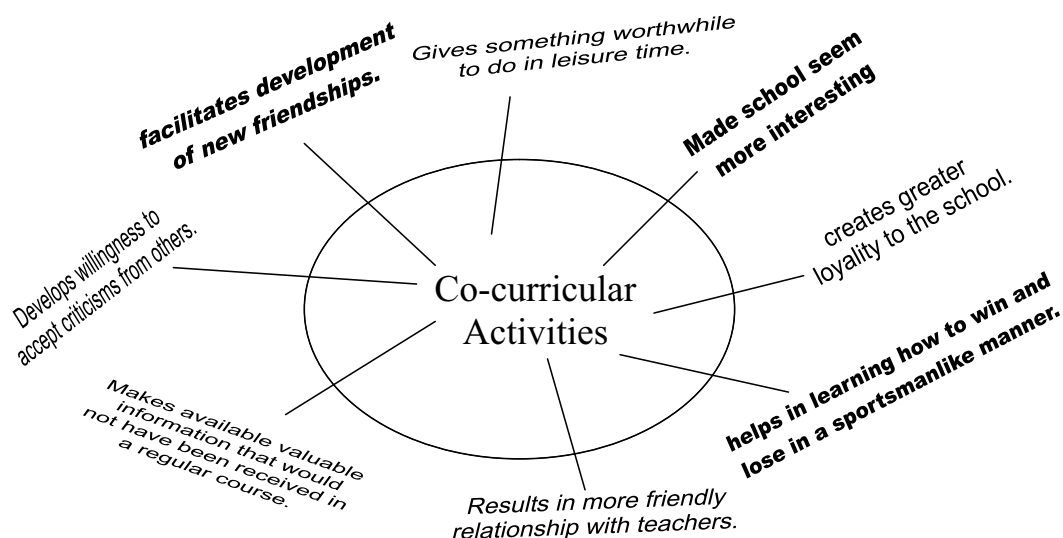 facilitates development
of new friendships.
Gives something worthwhile
to do in leisure time.
Made school seem
more interesting
creates greater
loyality to the school.
Develops willingness to
accept criticisms from others.
Co-curricular
Activities
helps in learning how to win and
lose in a sportsmanlike manner.
Makes available valuable
information that would
not have been received in
a regular course.
Results in more friendly
relationship with teachers.